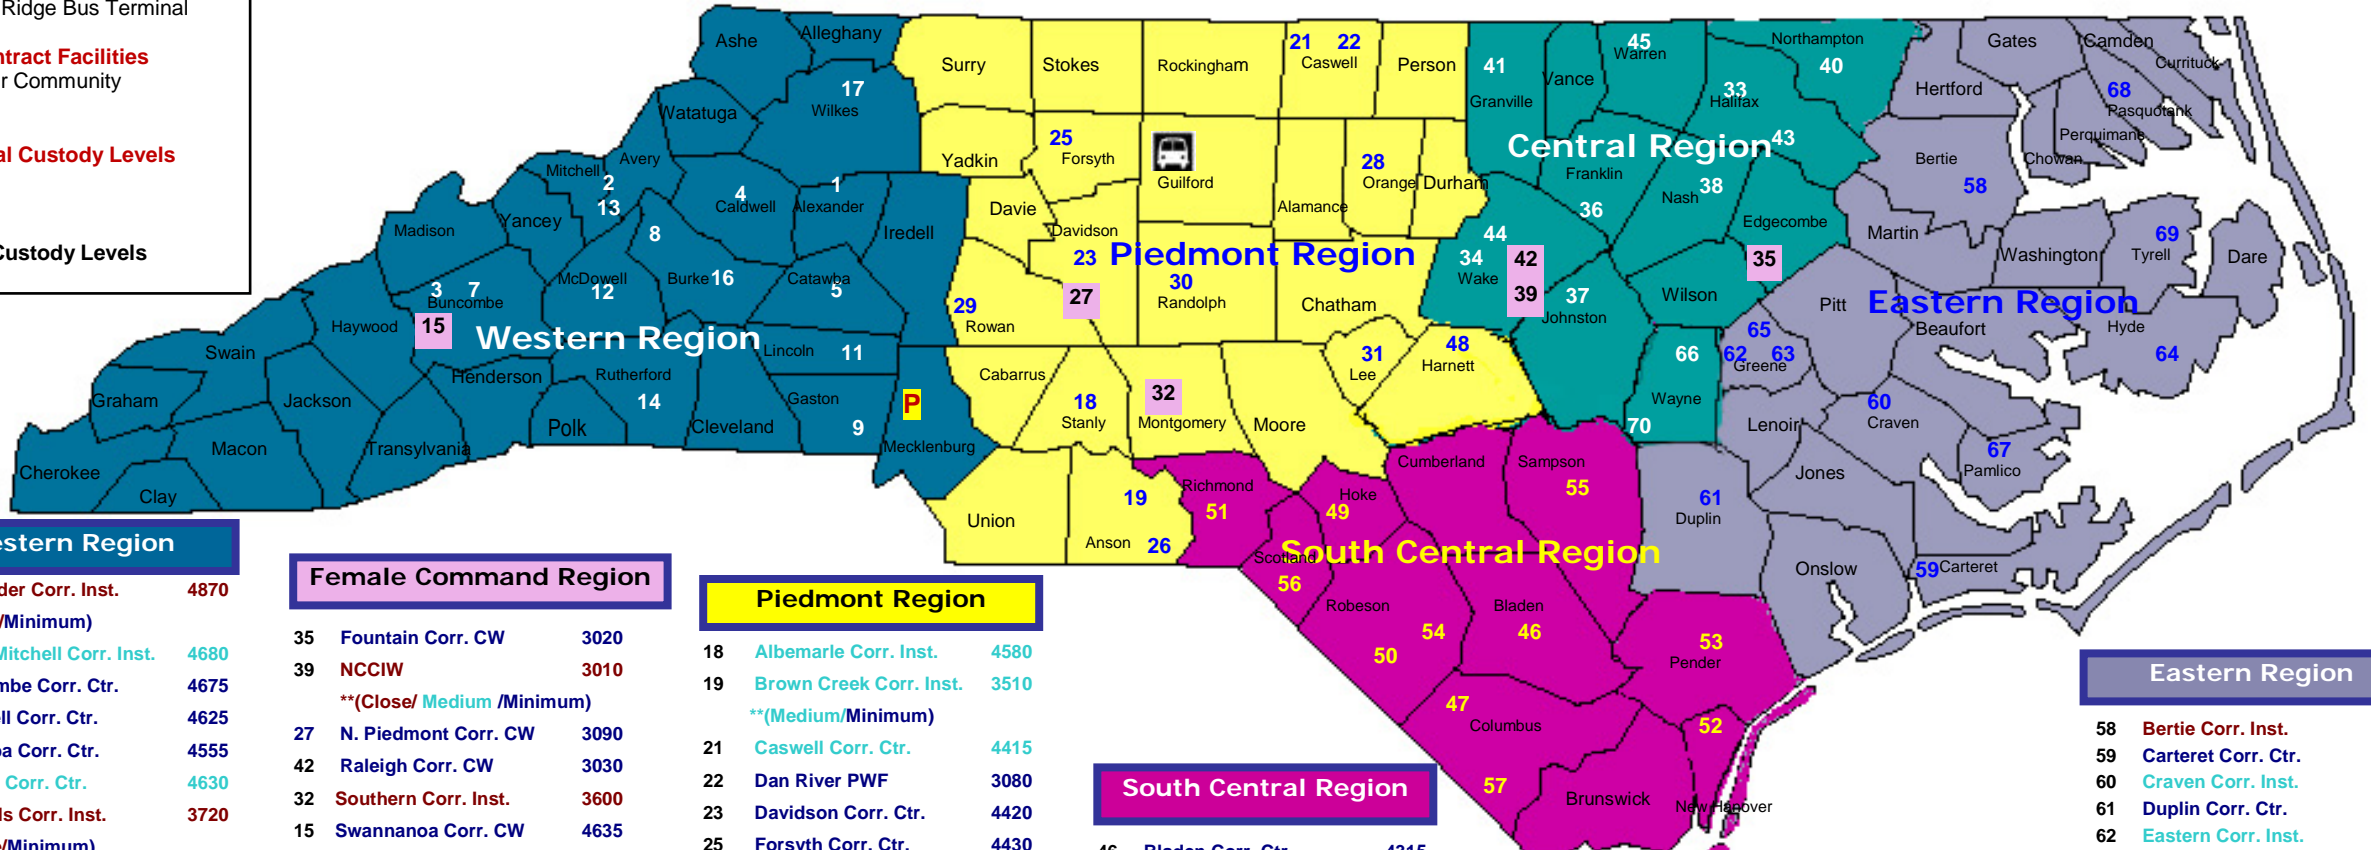 Ridge Bus Terminal
ntract Facilities
r Community
al Custody Levels
Custody Levels
Ashe
Alleghany
17
Wilkes
Watatuga
Avery
Mitchell
2
13
4
Caldwell
1
Alexander
Iredell
Yancey
Madison
8
McDowell
12
Burke 16
Catawba
5
3 7
Buncombe
15
Haywood
Western Region
Swain
Graham
Jackson
Henderson
Rutherford
14
Lincoln 11
Gaston
9
P
Mecklenburg
Cleveland
Polk
Transylvania
Macon
Cherokee
Clay
Surry
Stokes
Rockingham
21 22
Caswell
Person
Yadkin
25
Forsyth
Guilford
28
Orange
Durham
Alamance
Davie
Davidson
23
Piedmont Region
27
30
Randolph
Chatham
29
Rowan
Cabarrus
18
Stanly
32
Montgomery
Moore
31
Lee
48
Harnett
Union
19
Anson 26
41
Granville
Vance
45
Warren
Northampton
40
33
Halifax
43
Central Region
Franklin
36
Nash 38
Edgecombe
35
44
34
Wake
42
39
37
Johnston
Wilson
66
Wayne
70
Gates
Camden
Currituck
Hertford
68
Pasquotank
Perquimans
Chowan
Bertie
58
Martin
Washington
69
Tyrell
Dare
Pitt
Eastern Region
Beaufort
Hyde
64
65
62 63
Greene
Lenoir
60
Craven
67
Pamlico
Jones
61
Duplin
Onslow
59 Carteret
Richmond
51
Hoke
49
Cumberland
Sampson
55
Scotland
56
South Central Region
Robeson
54
50
Bladen
46
53
Pender
47
Columbus
52
57
Brunswick
New Hanover
estern Region
der Corr. Inst. 4870
/Minimum)
Mitchell Corr. Inst. 4680
mbe Corr. Ctr. 4675
ll Corr. Ctr. 4625
ba Corr. Ctr. 4555
Corr. Ctr. 4630
ls Corr. Inst. 3720
/Minimum)
Female Command Region
35 Fountain Corr. CW 3020
39 NCCIW 3010
**(Close/ Medium /Minimum)
27 N. Piedmont Corr. CW 3090
42 Raleigh Corr. CW 3030
32 Southern Corr. Inst. 3600
15 Swannanoa Corr. CW 4635
Piedmont Region
18 Albemarle Corr. Inst. 4580
19 Brown Creek Corr. Inst. 3510
**(Medium/Minimum)
21 Caswell Corr. Ctr. 4415
22 Dan River PWF 3080
23 Davidson Corr. Ctr. 4420
25 Forsyth Corr. Ctr. 4430
South Central Region
46 Bladen Corr. Ctr. 4315
Eastern Region
58 Bertie Corr. Inst.
59 Carteret Corr. Ctr.
60 Craven Corr. Inst.
61 Duplin Corr. Ctr.
62 Eastern Corr. Inst.